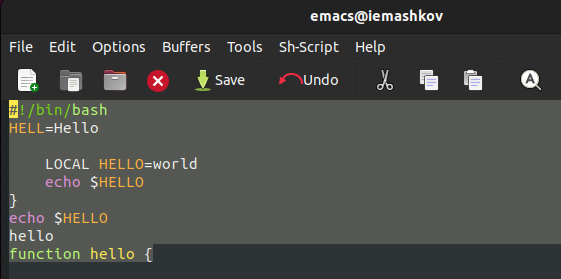 emacs@iemashkov
File Edit Options Buffers Tools Sh-Script Help
Save Undo
#!/bin/bash
HELL=Hello
    LOCAL HELLO=world
    echo $HELLO
}
echo $HELLO
hello
function hello {